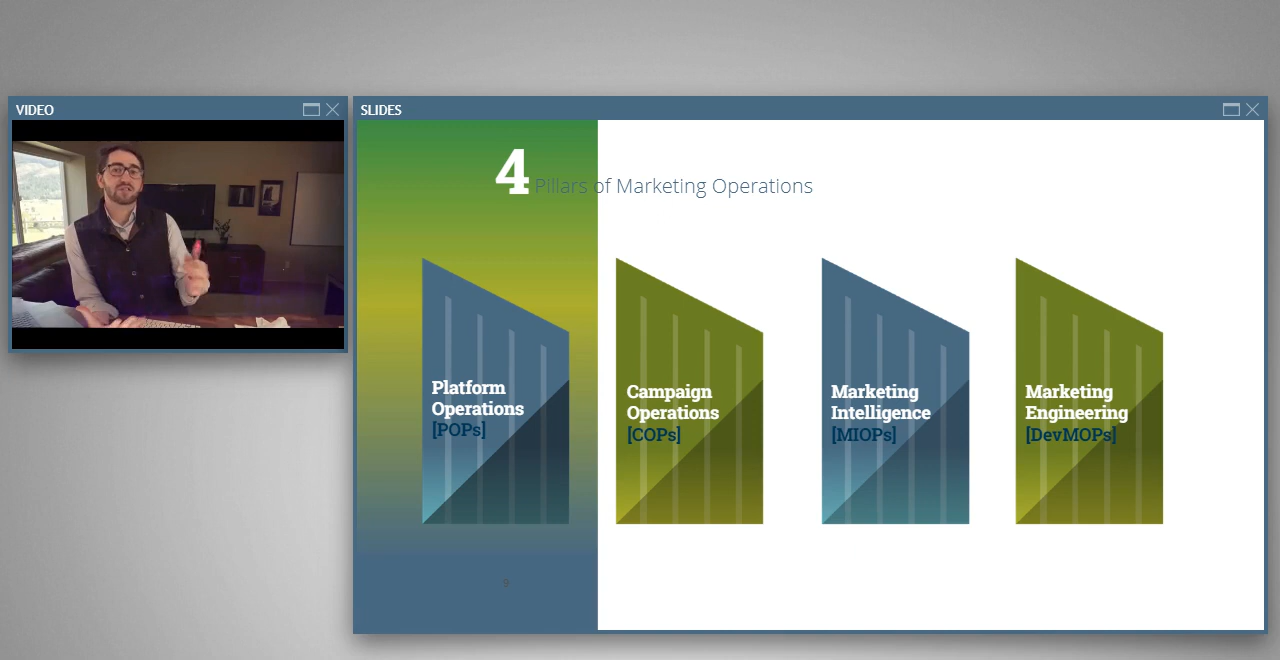 VIDEO
SLIDES
4 Pillars of Marketing Operations
Platform
Operations
[POPs]
Campaign
Operations
[COPs]
Marketing
Intelligence
[MIOPs]
Marketing
Engineering
[DevMOPs]